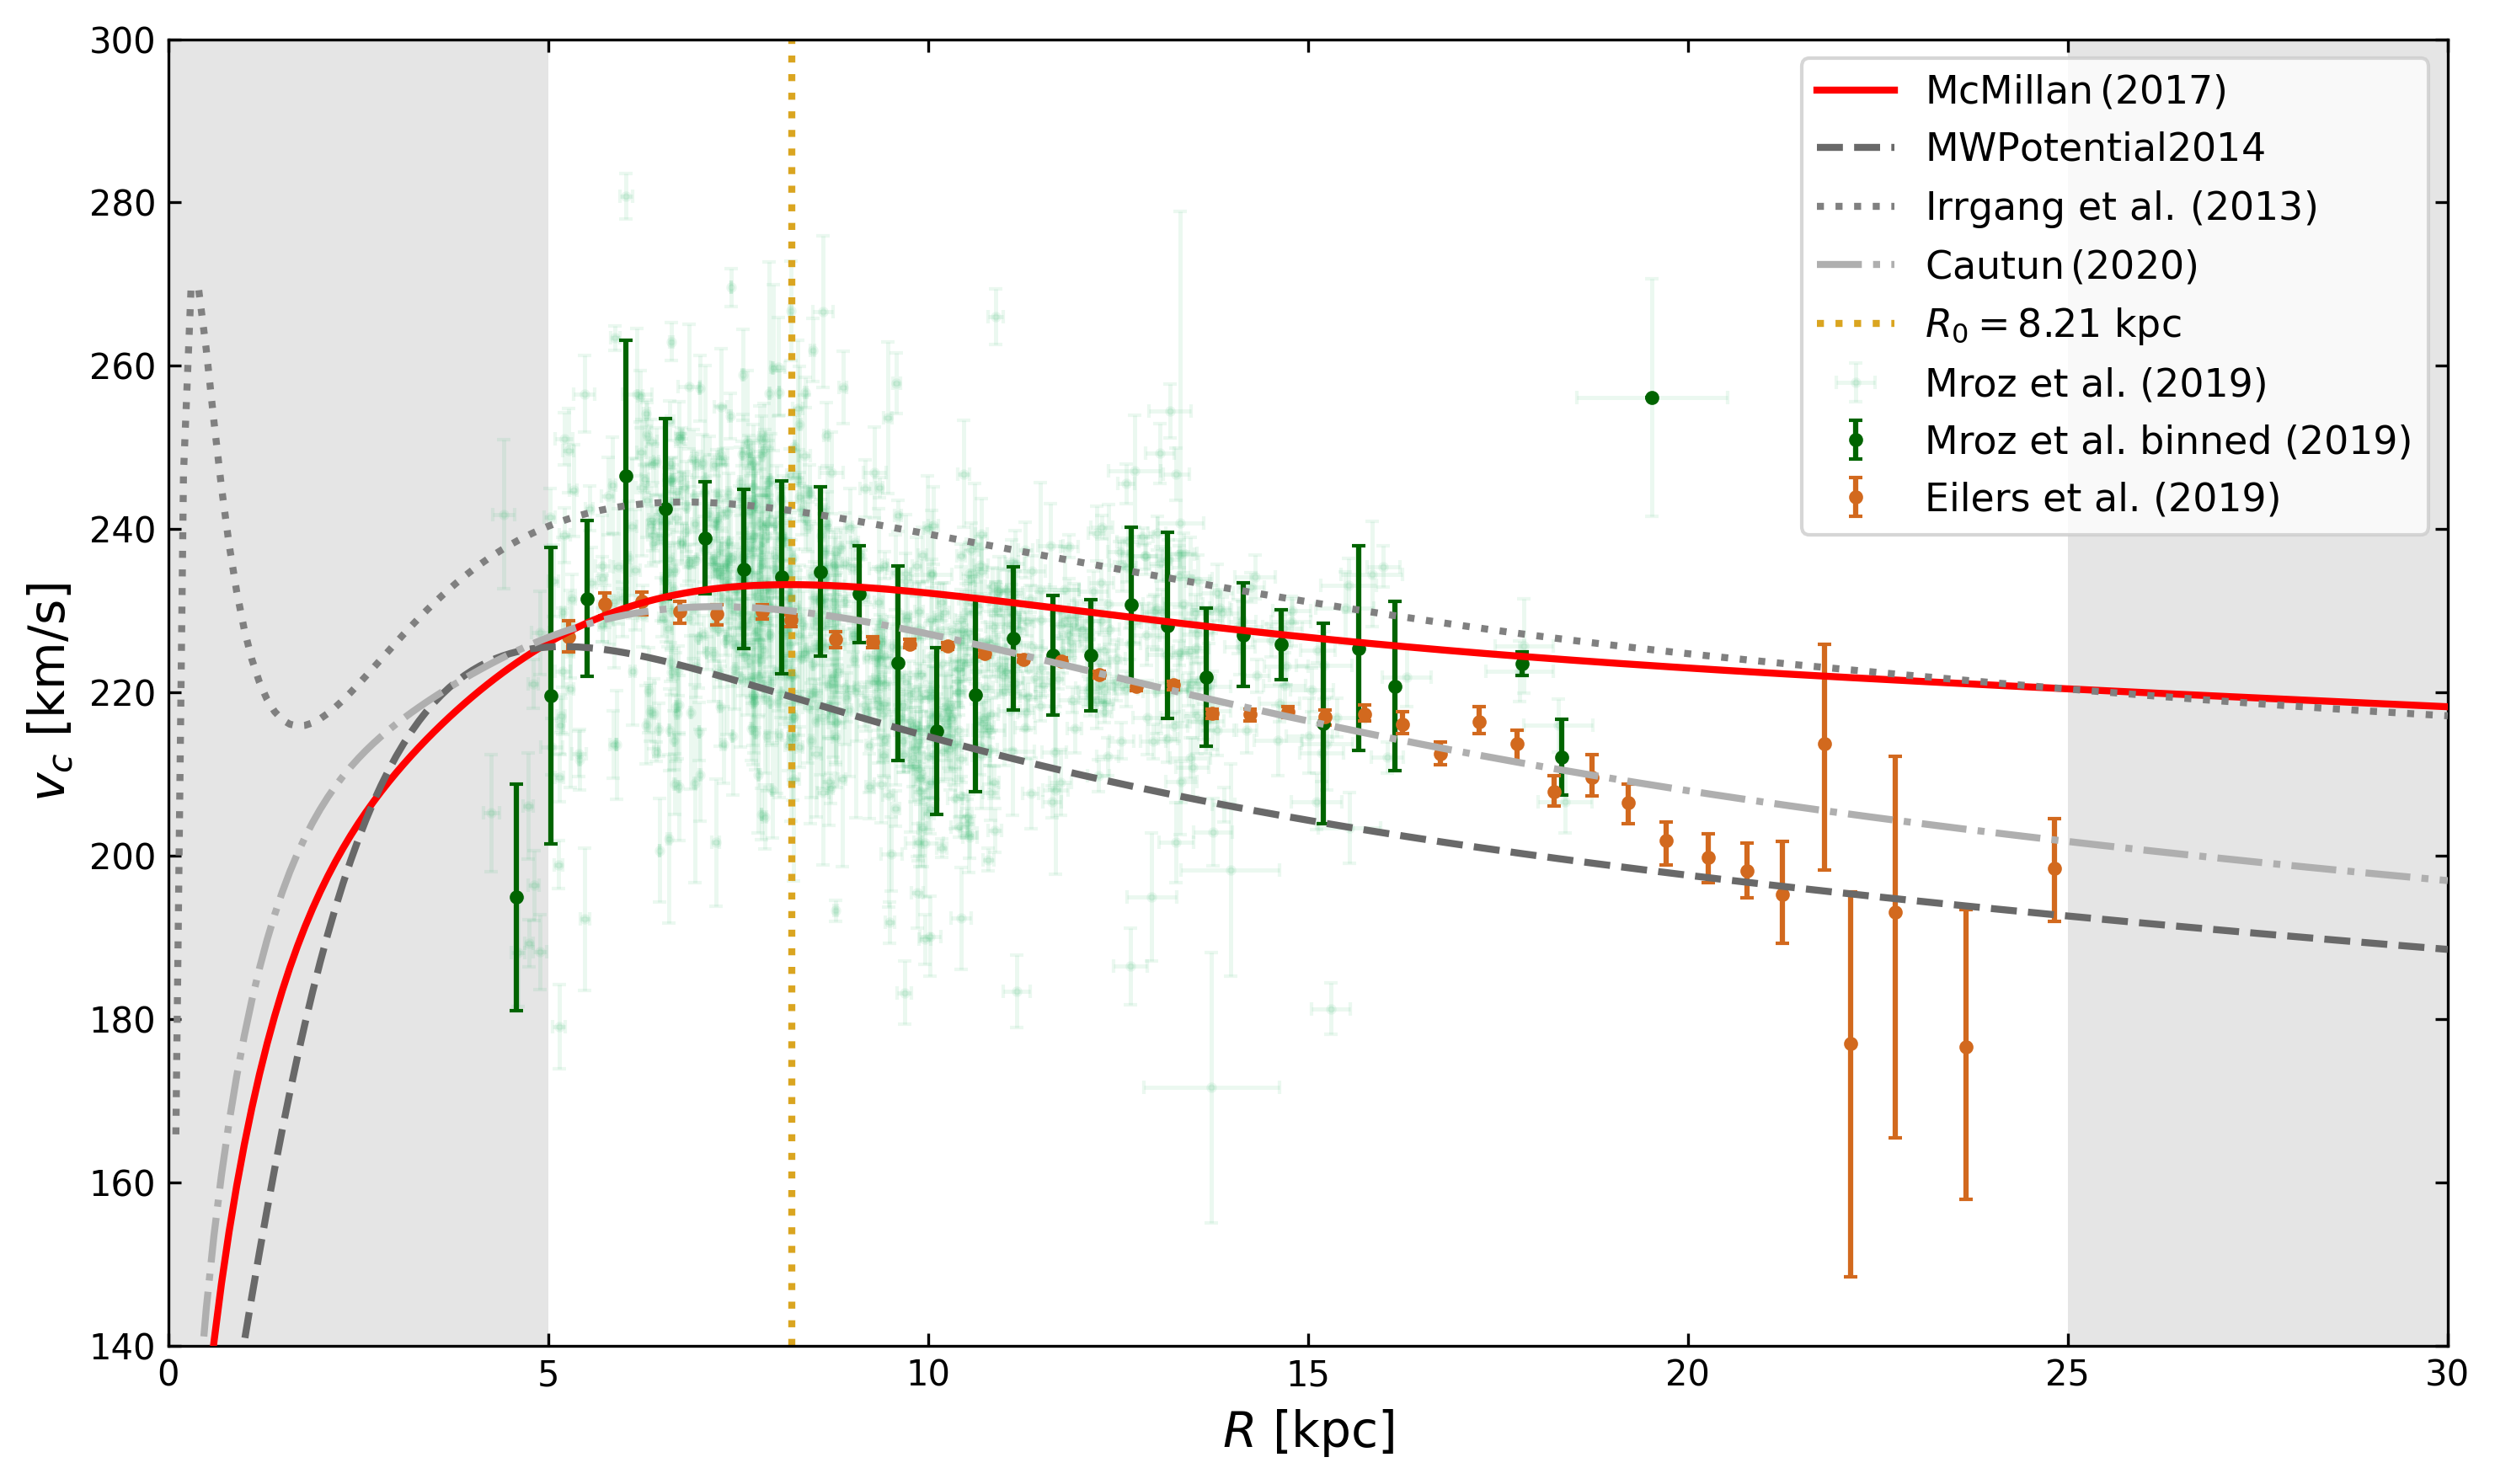 300
280
260
240
220
200
180
160
140
v_c [km/s]
0 5 10 15 20 25 30
R [kpc]
McMillan (2017)
MWPotential2014
Irrgang et al. (2013)
Cautun (2020)
R_0 = 8.21 kpc
Mroz et al. (2019)
Mroz et al. binned (2019)
Eilers et al. (2019)